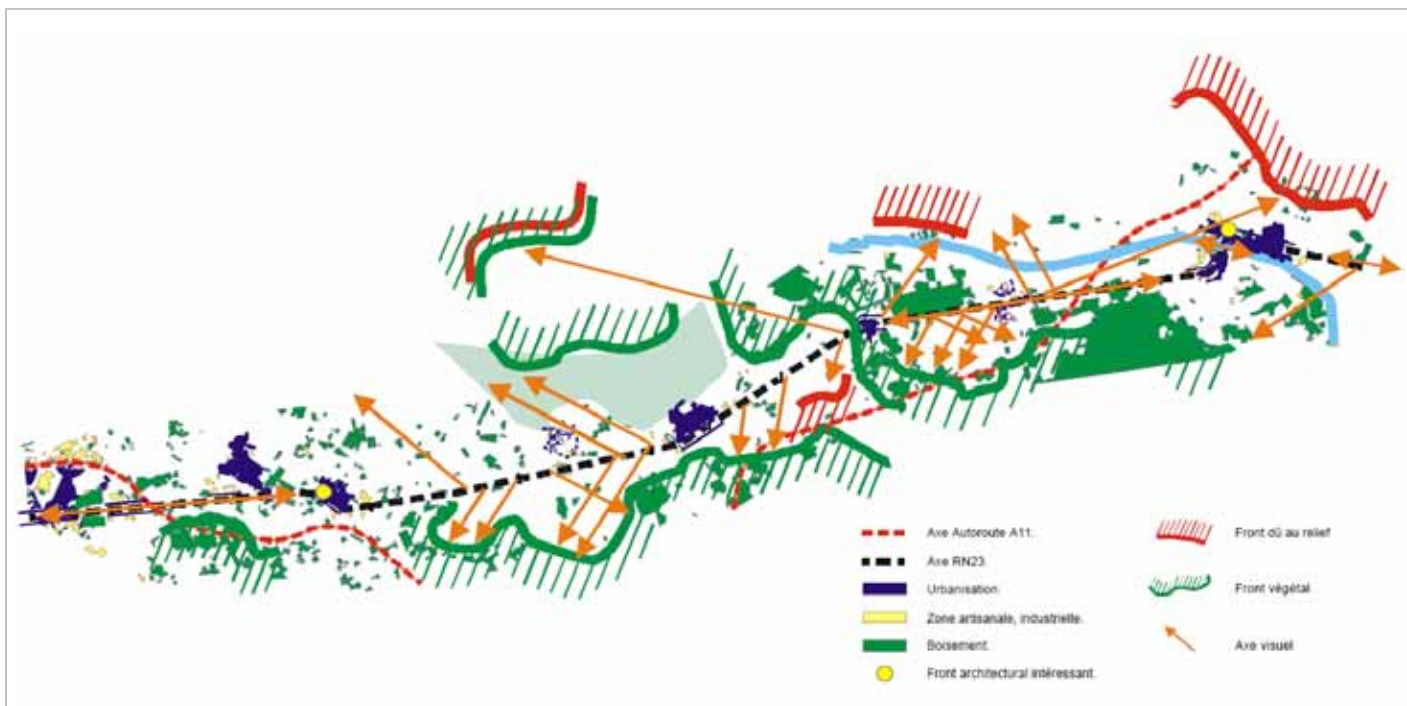 Axe Autoroute A11.
Axe RN23.
Urbanisation.
Zone artisanale, industrielle.
Boisement.
Front architectural intéressant.
Front dû au relief
Front végétal
Axe visuel